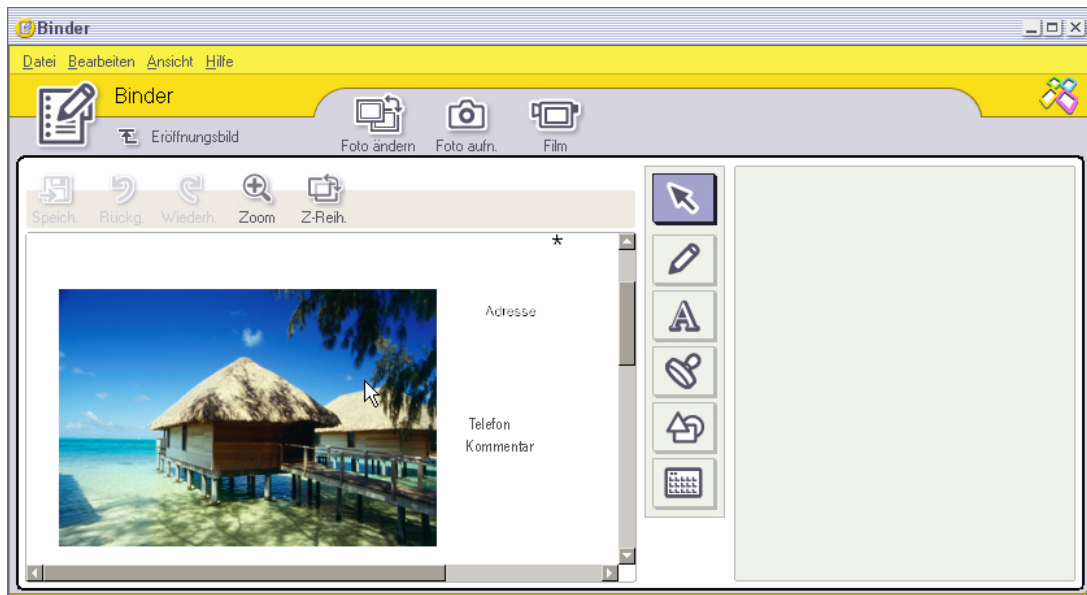 Binder
Datei Bearbeiten Ansicht Hilfe
Binder
Eröffnungsbild
Foto ändern Foto aufn. Film
Speich. Rückg. Wiederh. Zoom Z-Reih.
*
Adresse
Telefon
Kommentar